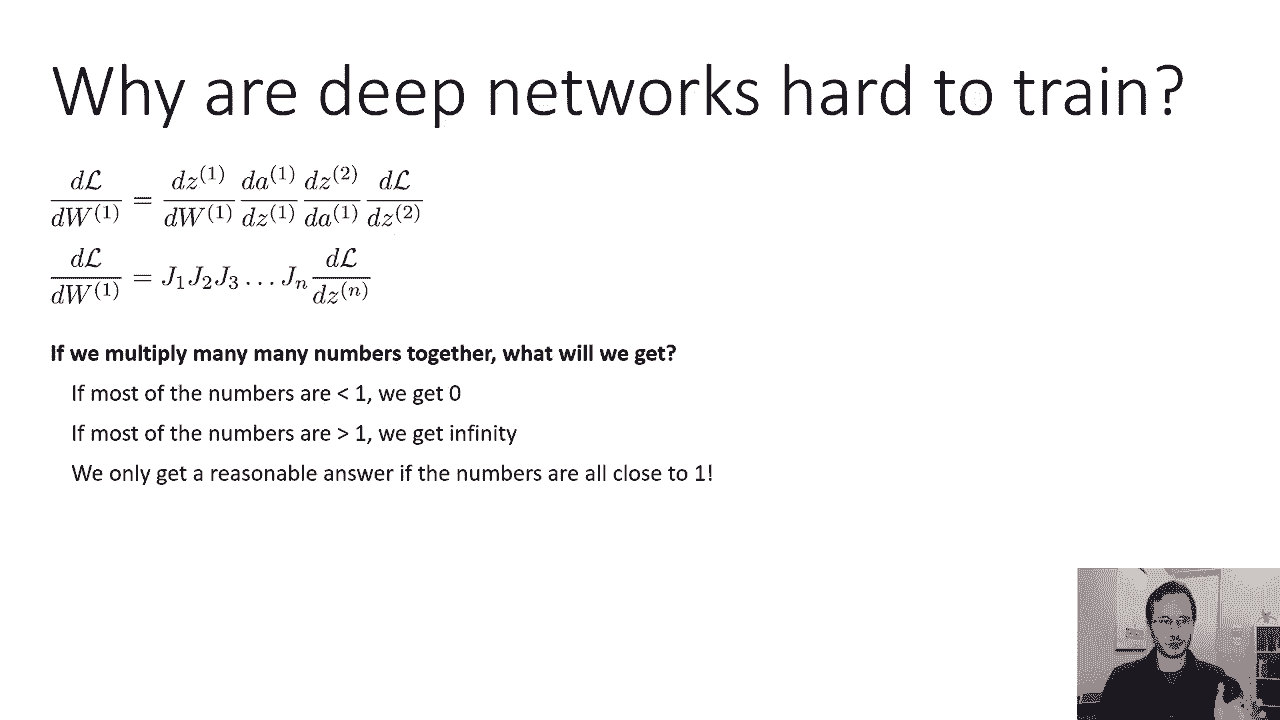 Why are deep networks hard to train?
\frac{d\mathcal{L}}{dW^{(1)}} = \frac{dz^{(1)}}{dW^{(1)}} \frac{da^{(1)}}{dz^{(1)}} \frac{dz^{(2)}}{da^{(1)}} \frac{d\mathcal{L}}{dz^{(2)}}
\frac{d\mathcal{L}}{dW^{(1)}} = J_1 J_2 J_3 \ldots J_n \frac{d\mathcal{L}}{dz^{(n)}}
If we multiply many many numbers together, what will we get?
If most of the numbers are < 1, we get 0
If most of the numbers are > 1, we get infinity
We only get a reasonable answer if the numbers are all close to 1!